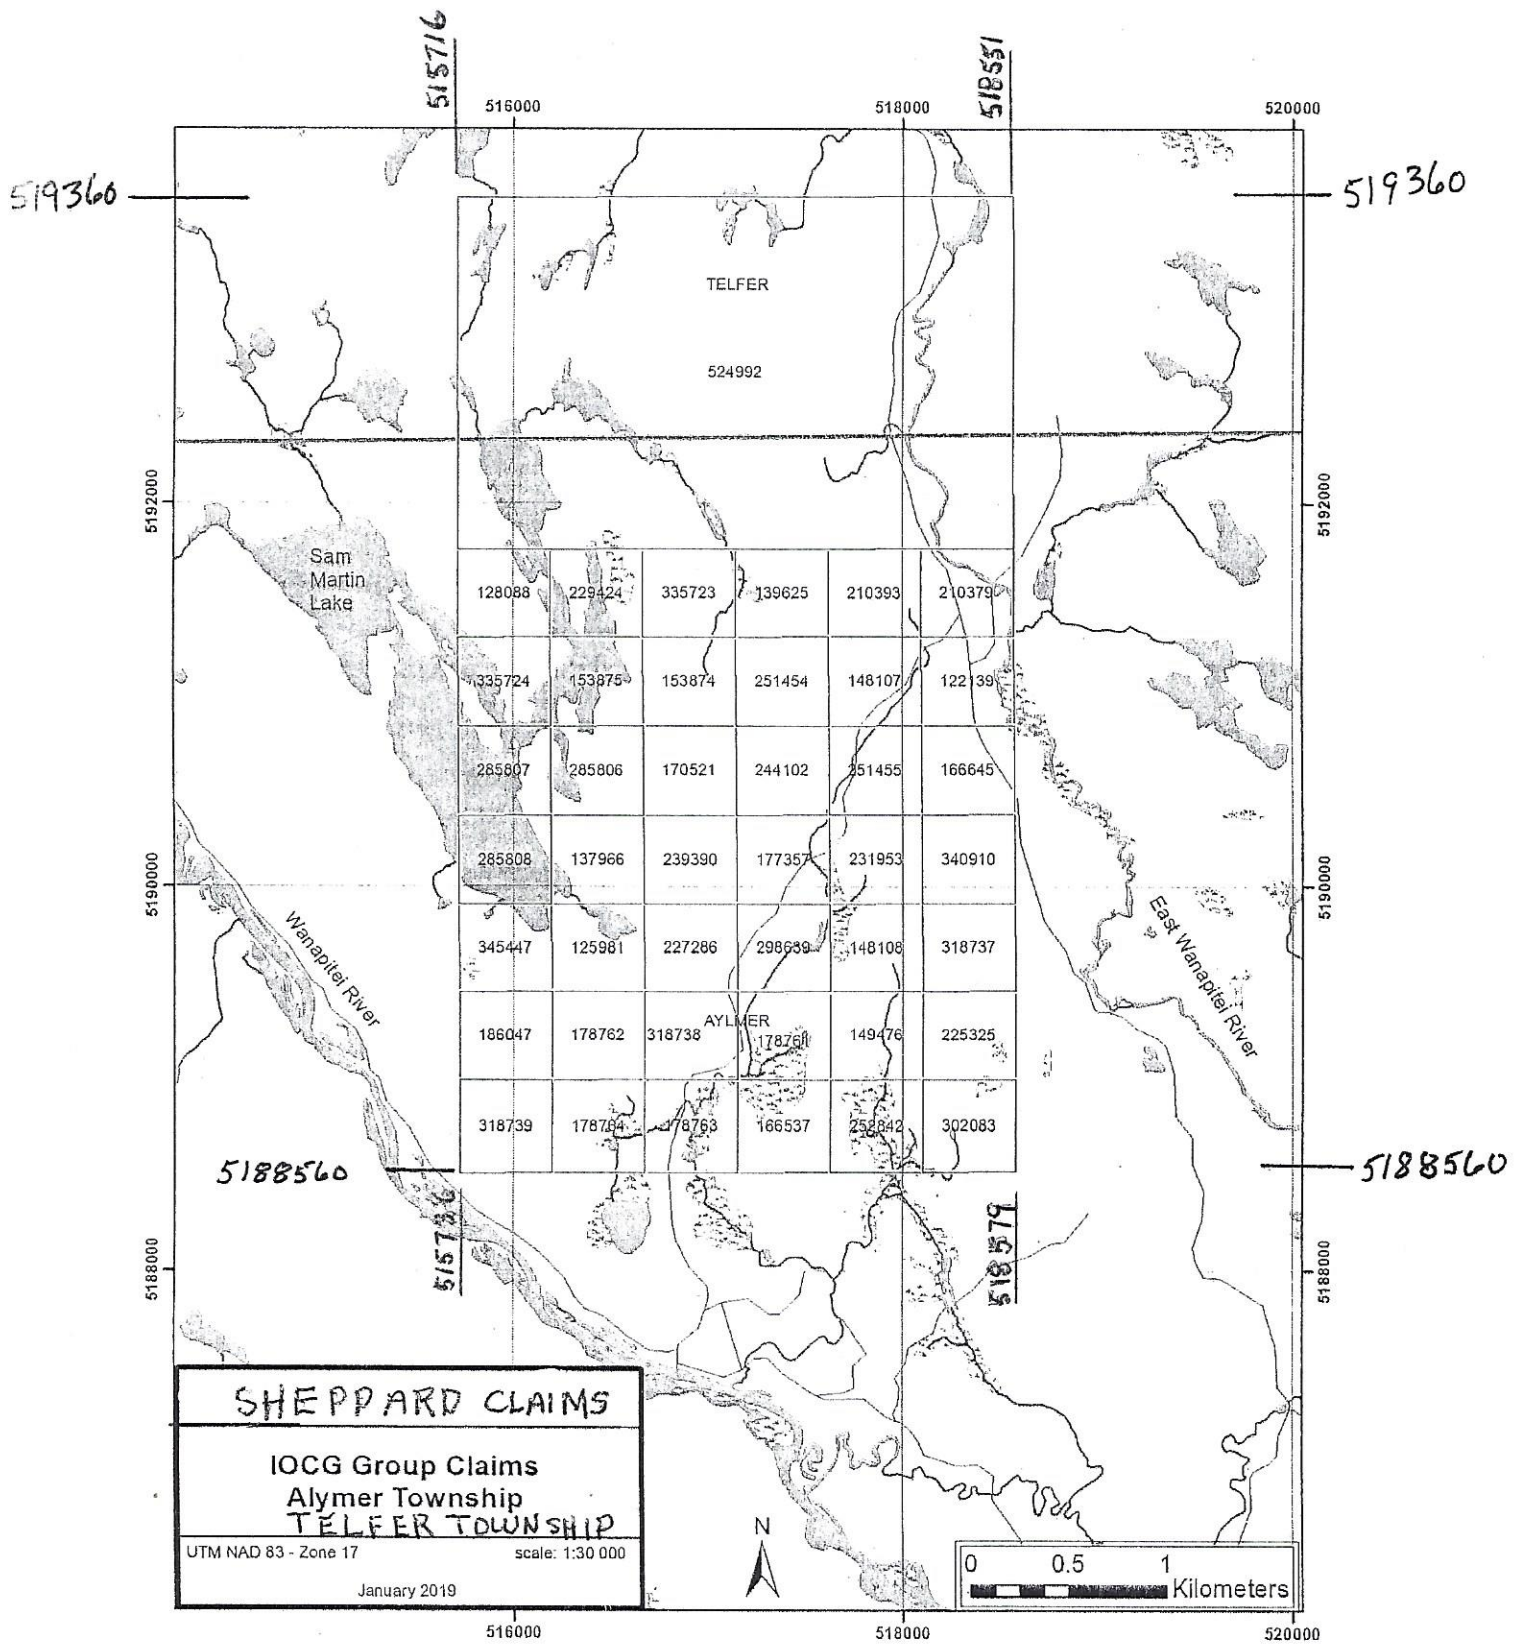 515716
518551
516000
518000
520000
519360
519360
TELFER
524992
5192000
5192000
Sam
Martin
Lake
128088 229424 335723 139625 210393 210379
335724 153875 153874 251454 148107 122139
285807 285806 170521 244102 251455 166645
285808 137966 239390 177357 231953 340910
5190000
5190000
Wanapitei River
East Wanapitei River
345447 125981 227286 298639 148108 318737
AYLMER
186047 178762 318738 178761 149476 225325
318739 178764 178763 166537 252842 302083
5188560
5188560
518579
5188000
5188000
SHEPPARD CLAIMS
IOCG Group Claims
Alymer Township
TELFER TOWNSHIP
UTM NAD 83 - Zone 17
scale: 1:30 000
January 2019
N
0 0.5 1
Kilometers
516000
518000
520000